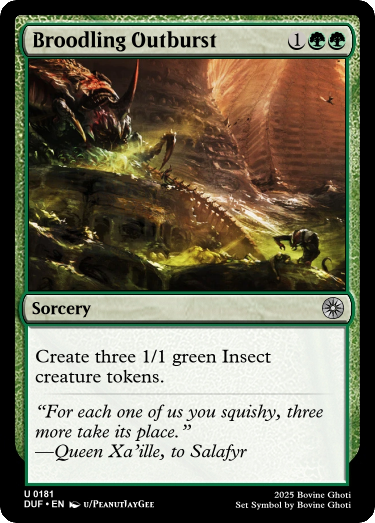 Broodling Outburst 1
Sorcery
Create three 1/1 green Insect
creature tokens.
“For each one of us you squishy, three
more take its place.”
—Queen Xa'ille, to Salafyr
U 0181 2025 Bovine Ghoti
DUF • EN u/PeanutJayGee Set Symbol by Bovine Ghoti